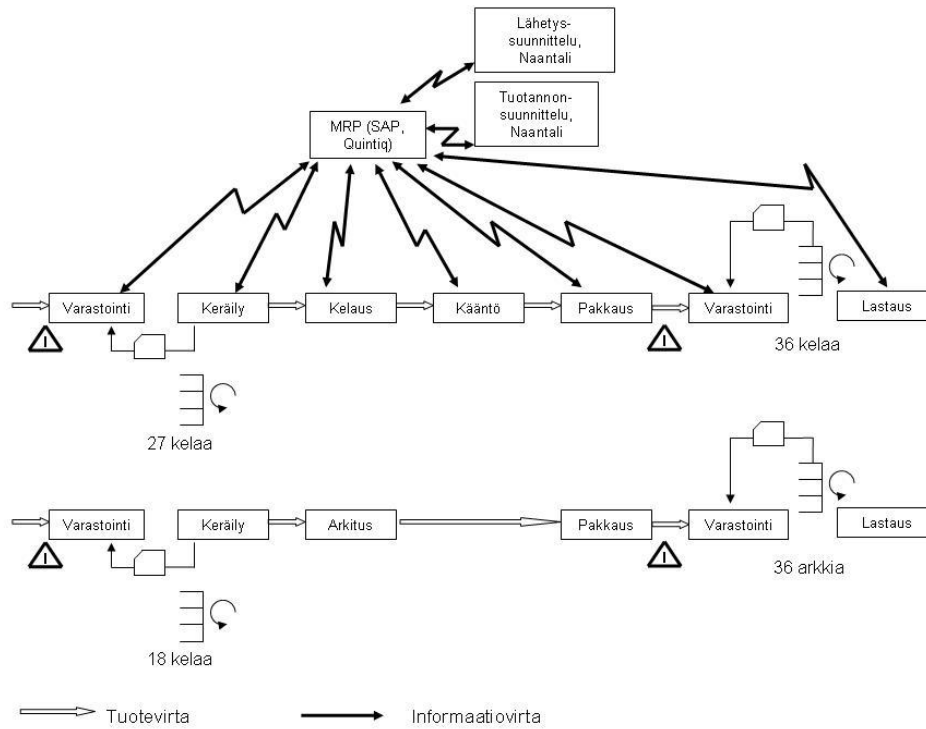 Lähetys-
suunnittelu,
Naantali
Tuotannon-
suunnittelu,
Naantali
MRP (SAP,
Quintiq)
Varastointi
Keräily
Kelaus
Kääntö
Pakkaus
Varastointi
Lastaus
I
I
36 kelaa
27 kelaa
Varastointi
Keräily
Arkitus
Pakkaus
Varastointi
Lastaus
I
I
36 arkkia
18 kelaa
Tuotevirta
Informaatiovirta